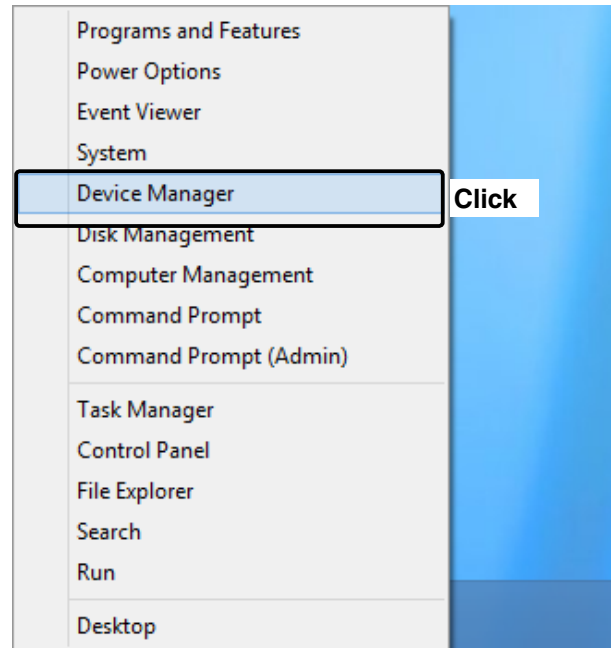 Programs and Features
Power Options
Event Viewer
System
Device Manager
Click
Disk Management
Computer Management
Command Prompt
Command Prompt (Admin)
Task Manager
Control Panel
File Explorer
Search
Run
Desktop